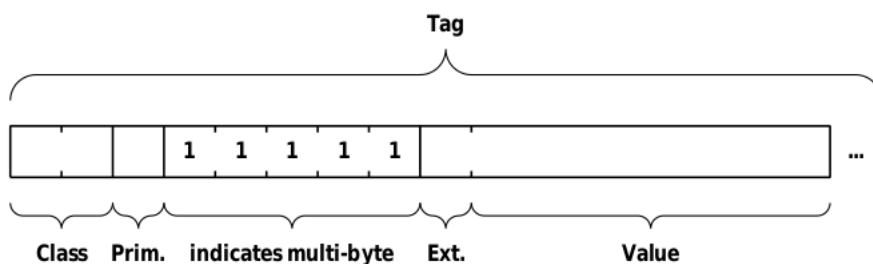 Tag
1 1 1 1 1 ...
Class Prim. indicates multi-byte Ext. Value